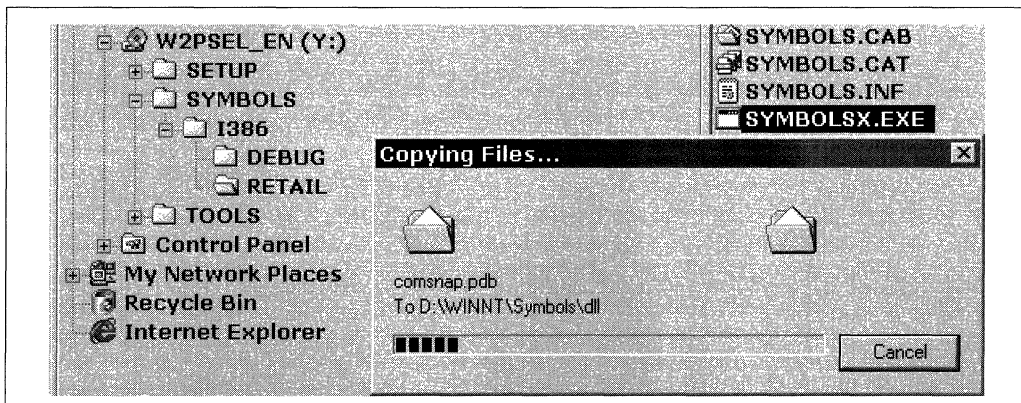 W2PSEL_EN (Y:)
SETUP
SYMBOLS
I386
DEBUG
RETAIL
TOOLS
Control Panel
My Network Places
Recycle Bin
Internet Explorer
SYMBOLS.CAB
SYMBOLS.CAT
SYMBOLS.INF
SYMBOLSX.EXE
Copying Files...
comsnap.pdb
To D:\WINNT\Symbols\dll
Cancel